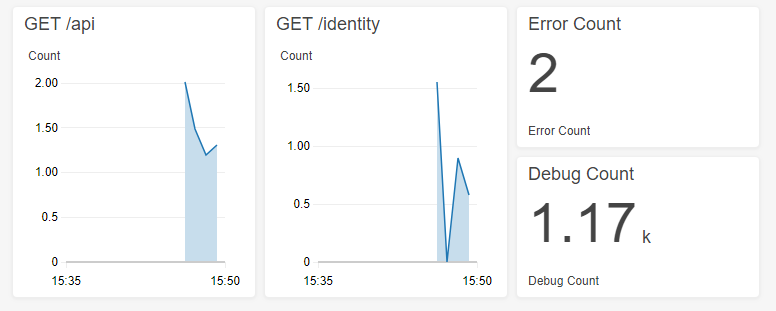 GET /api
Count
2.00
1.50
1.00
0.5
0
15:35
15:50
GET /identity
Count
1.50
1.00
0.5
0
15:35
15:50
Error Count
2
Error Count
Debug Count
1.17 k
Debug Count